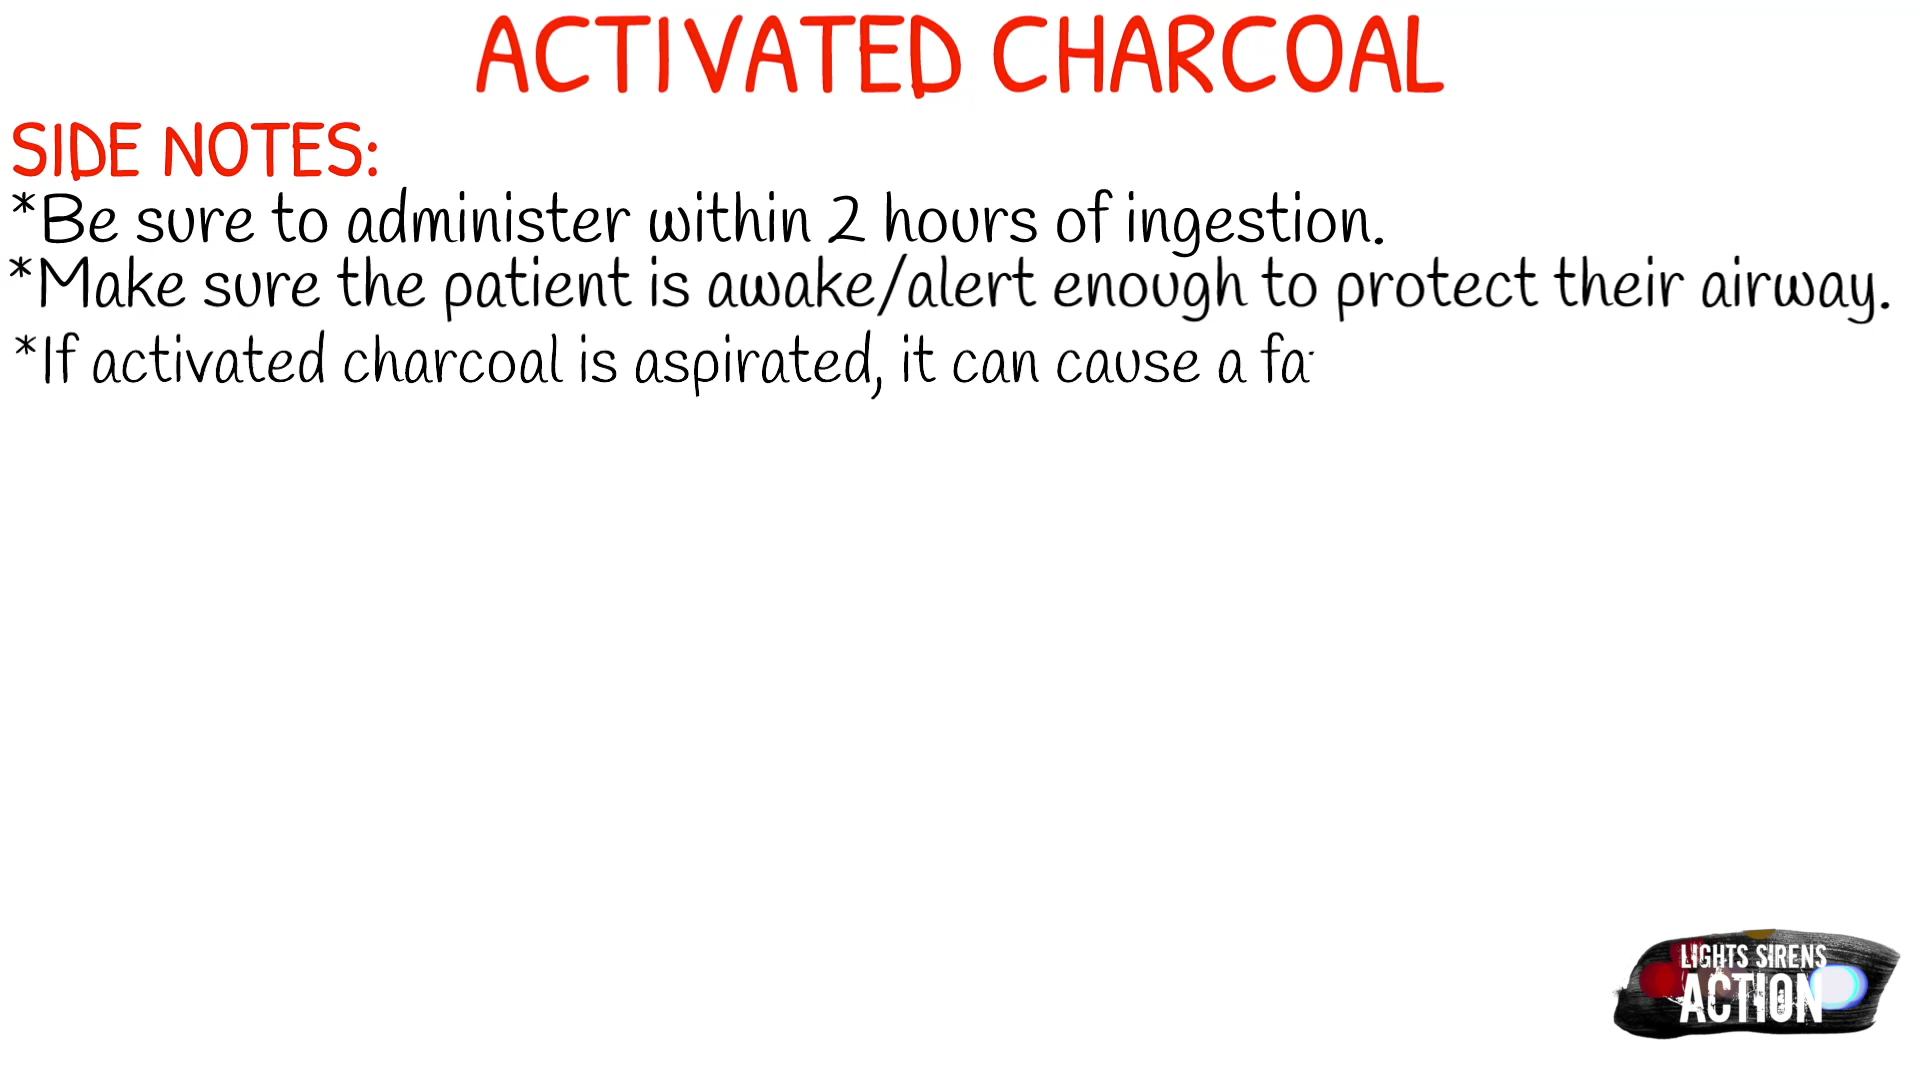 ACTIVATED CHARCOAL
SIDE NOTES:
*Be sure to administer within 2 hours of ingestion.
*Make sure the patient is awake/alert enough to protect their airway.
*If activated charcoal is aspirated, it can cause a fa
LIGHTS SIRENS
ACTION